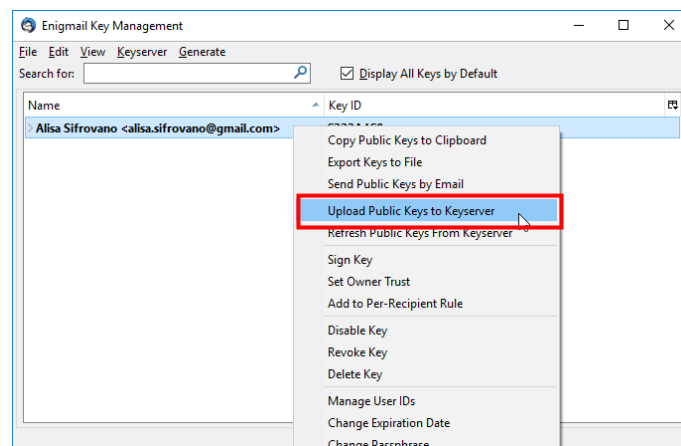 Enigmail Key Management
File Edit View Keyserver Generate
Search for: Display All Keys by Default
Name Key ID
Alisa Sifrovano <alisa.sifrovano@gmail.com>
Copy Public Keys to Clipboard
Export Keys to File
Send Public Keys by Email
Upload Public Keys to Keyserver
Refresh Public Keys From Keyserver
Sign Key
Set Owner Trust
Add to Per-Recipient Rule
Disable Key
Revoke Key
Delete Key
Manage User IDs
Change Expiration Date
Change Passphrase